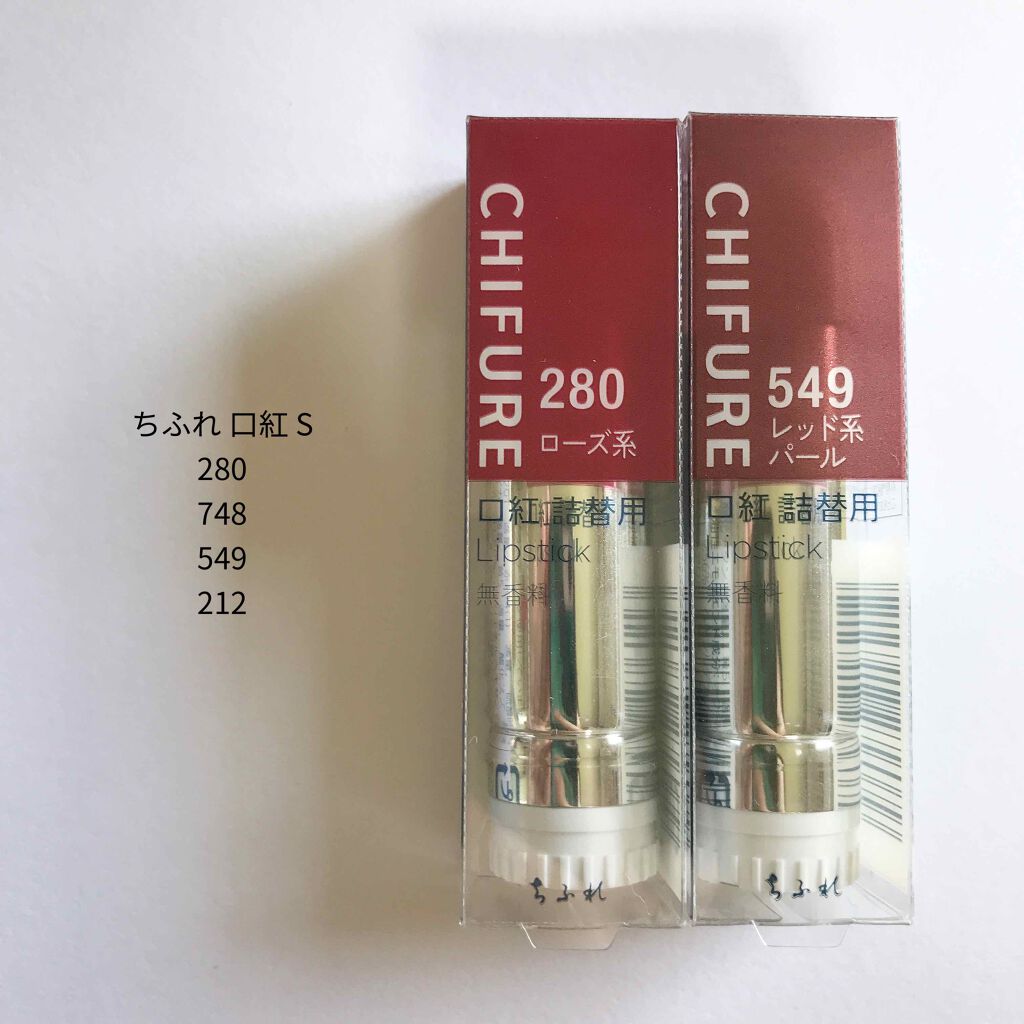 ちふれ 口紅 S
280
748
549
212
CHIFURE
280
ローズ系
口紅 詰替用
Lipstick
無香料
ちふれ
CHIFURE
549
レッド系
パール
口紅 詰替用
Lipstick
無香料
ちふれ